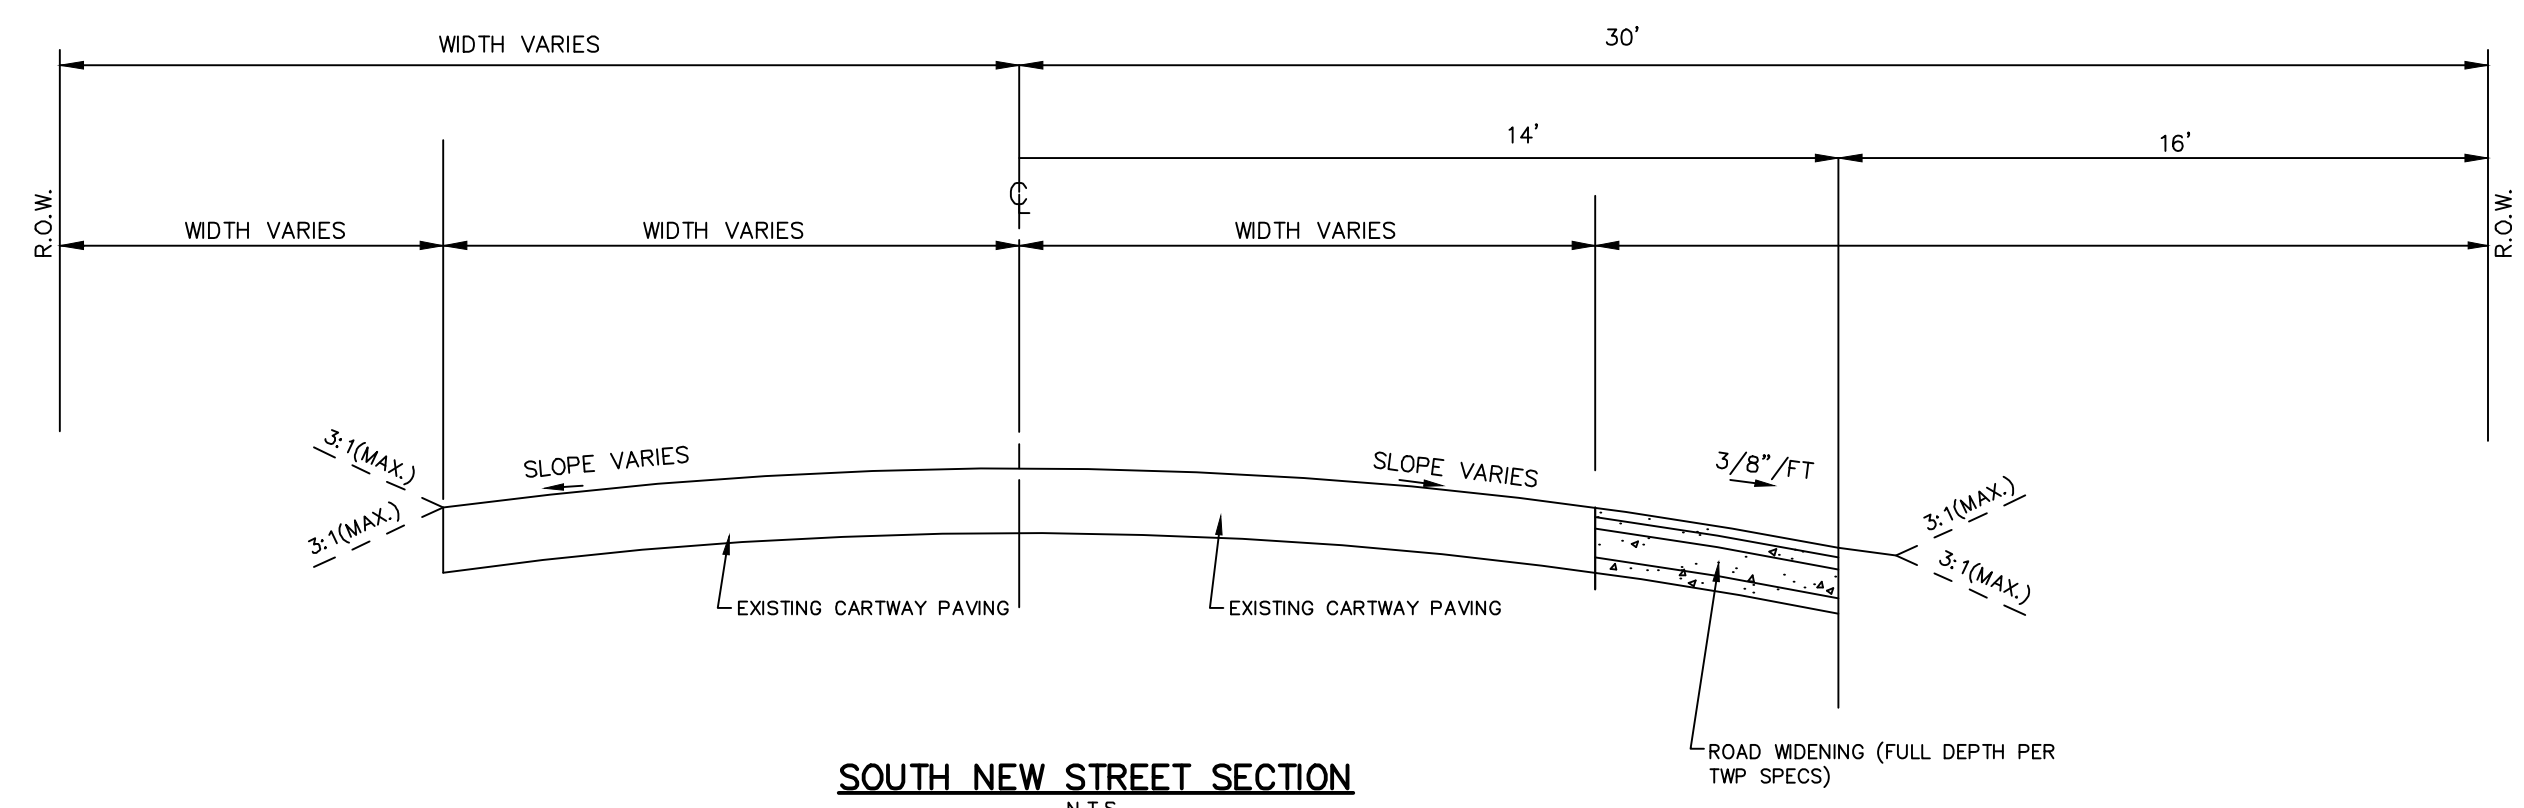 WIDTH VARIES
30'
14'
16'
℄
R.O.W.
WIDTH VARIES
WIDTH VARIES
WIDTH VARIES
R.O.W.
3:1(MAX.)
SLOPE VARIES
SLOPE VARIES
3/8"/FT
3:1(MAX.)
3:1(MAX.)
3:1(MAX.)
EXISTING CARTWAY PAVING
EXISTING CARTWAY PAVING
ROAD WIDENING (FULL DEPTH PER
TWP SPECS)
SOUTH NEW STREET SECTION
N.T.S.